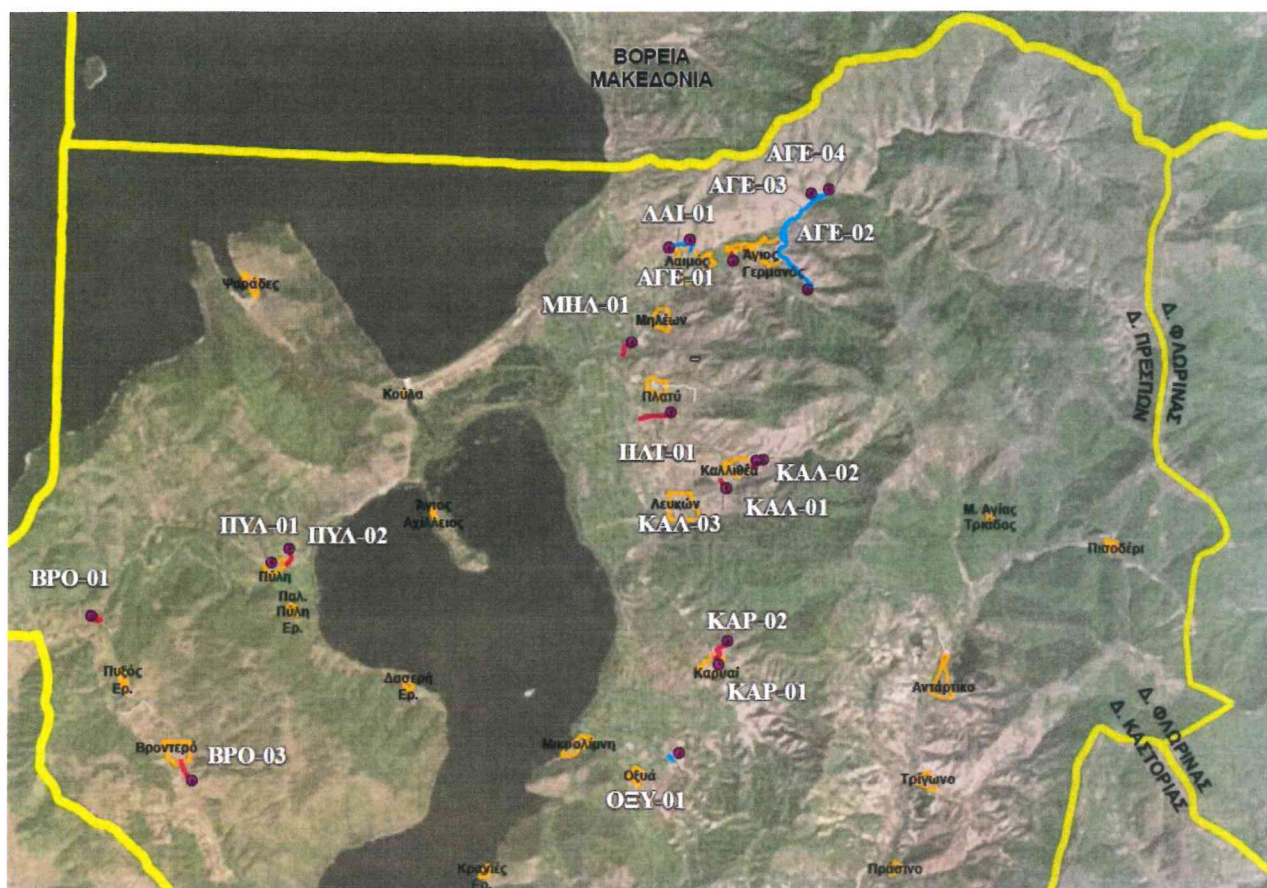 ΒΟΡΕΙΑ
ΜΑΚΕΔΟΝΙΑ
ΑΓΕ-04
ΑΓΕ-03
ΛΑΙ-01
ΑΓΕ-02
Λαιμός
Άγιος
Γερμανός
ΑΓΕ-01
Ψαράδες
ΜΗΛ-01
Μηλέων
Δ. ΦΛΩΡΙΝΑΣ
Δ. ΠΡΕΣΠΩΝ
Κούλα
Πλατύ
ΠΛΤ-01
Καλλιθέα
ΚΑΛ-02
Λευκών
ΚΑΛ-01
ΚΑΛ-03
Άγιος
Αχίλλειος
Μ. Αγίας
Τριάδος
Πισοδέρι
ΠΥΛ-01
ΠΥΛ-02
Πύλη
ΒΡΟ-01
Παλ.
Πύλη
Ερ.
ΚΑΡ-02
Καρυαί
ΚΑΡ-01
Πυξός
Ερ.
Δασερή
Ερ.
Αντάρτικο
Δ. ΦΛΩΡΙΝΑΣ
Δ. ΚΑΣΤΟΡΙΑΣ
Βροντερό
ΒΡΟ-03
Μικρολίμνη
Οξυά
ΟΞΥ-01
Τρίγωνο
Κρανιές
Ερ.
Πράσινο